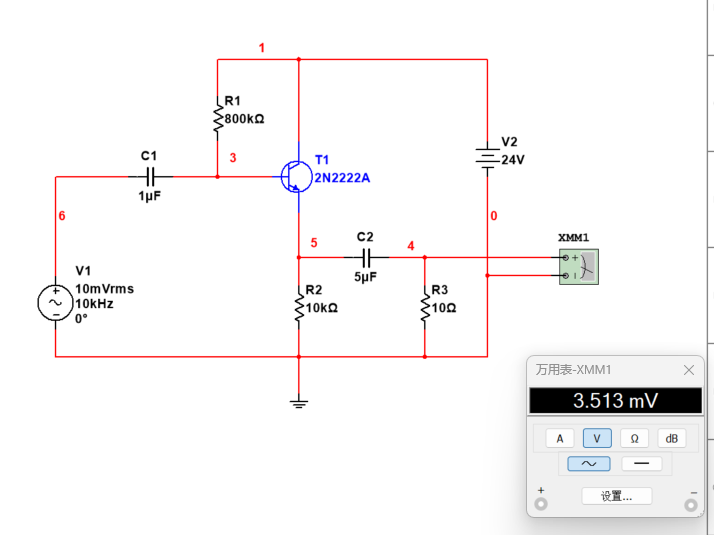 1
R1
800kΩ
V2
24V
C1
3
T1
2N2222A
1μF
6
0
C2
XMM1
5
4
+
5μF
V1
10mVrms
10kHz
0°
R2
10kΩ
R3
10Ω
万用表-XMM1
3.513 mV
A V Ω dB
+ 设置... −